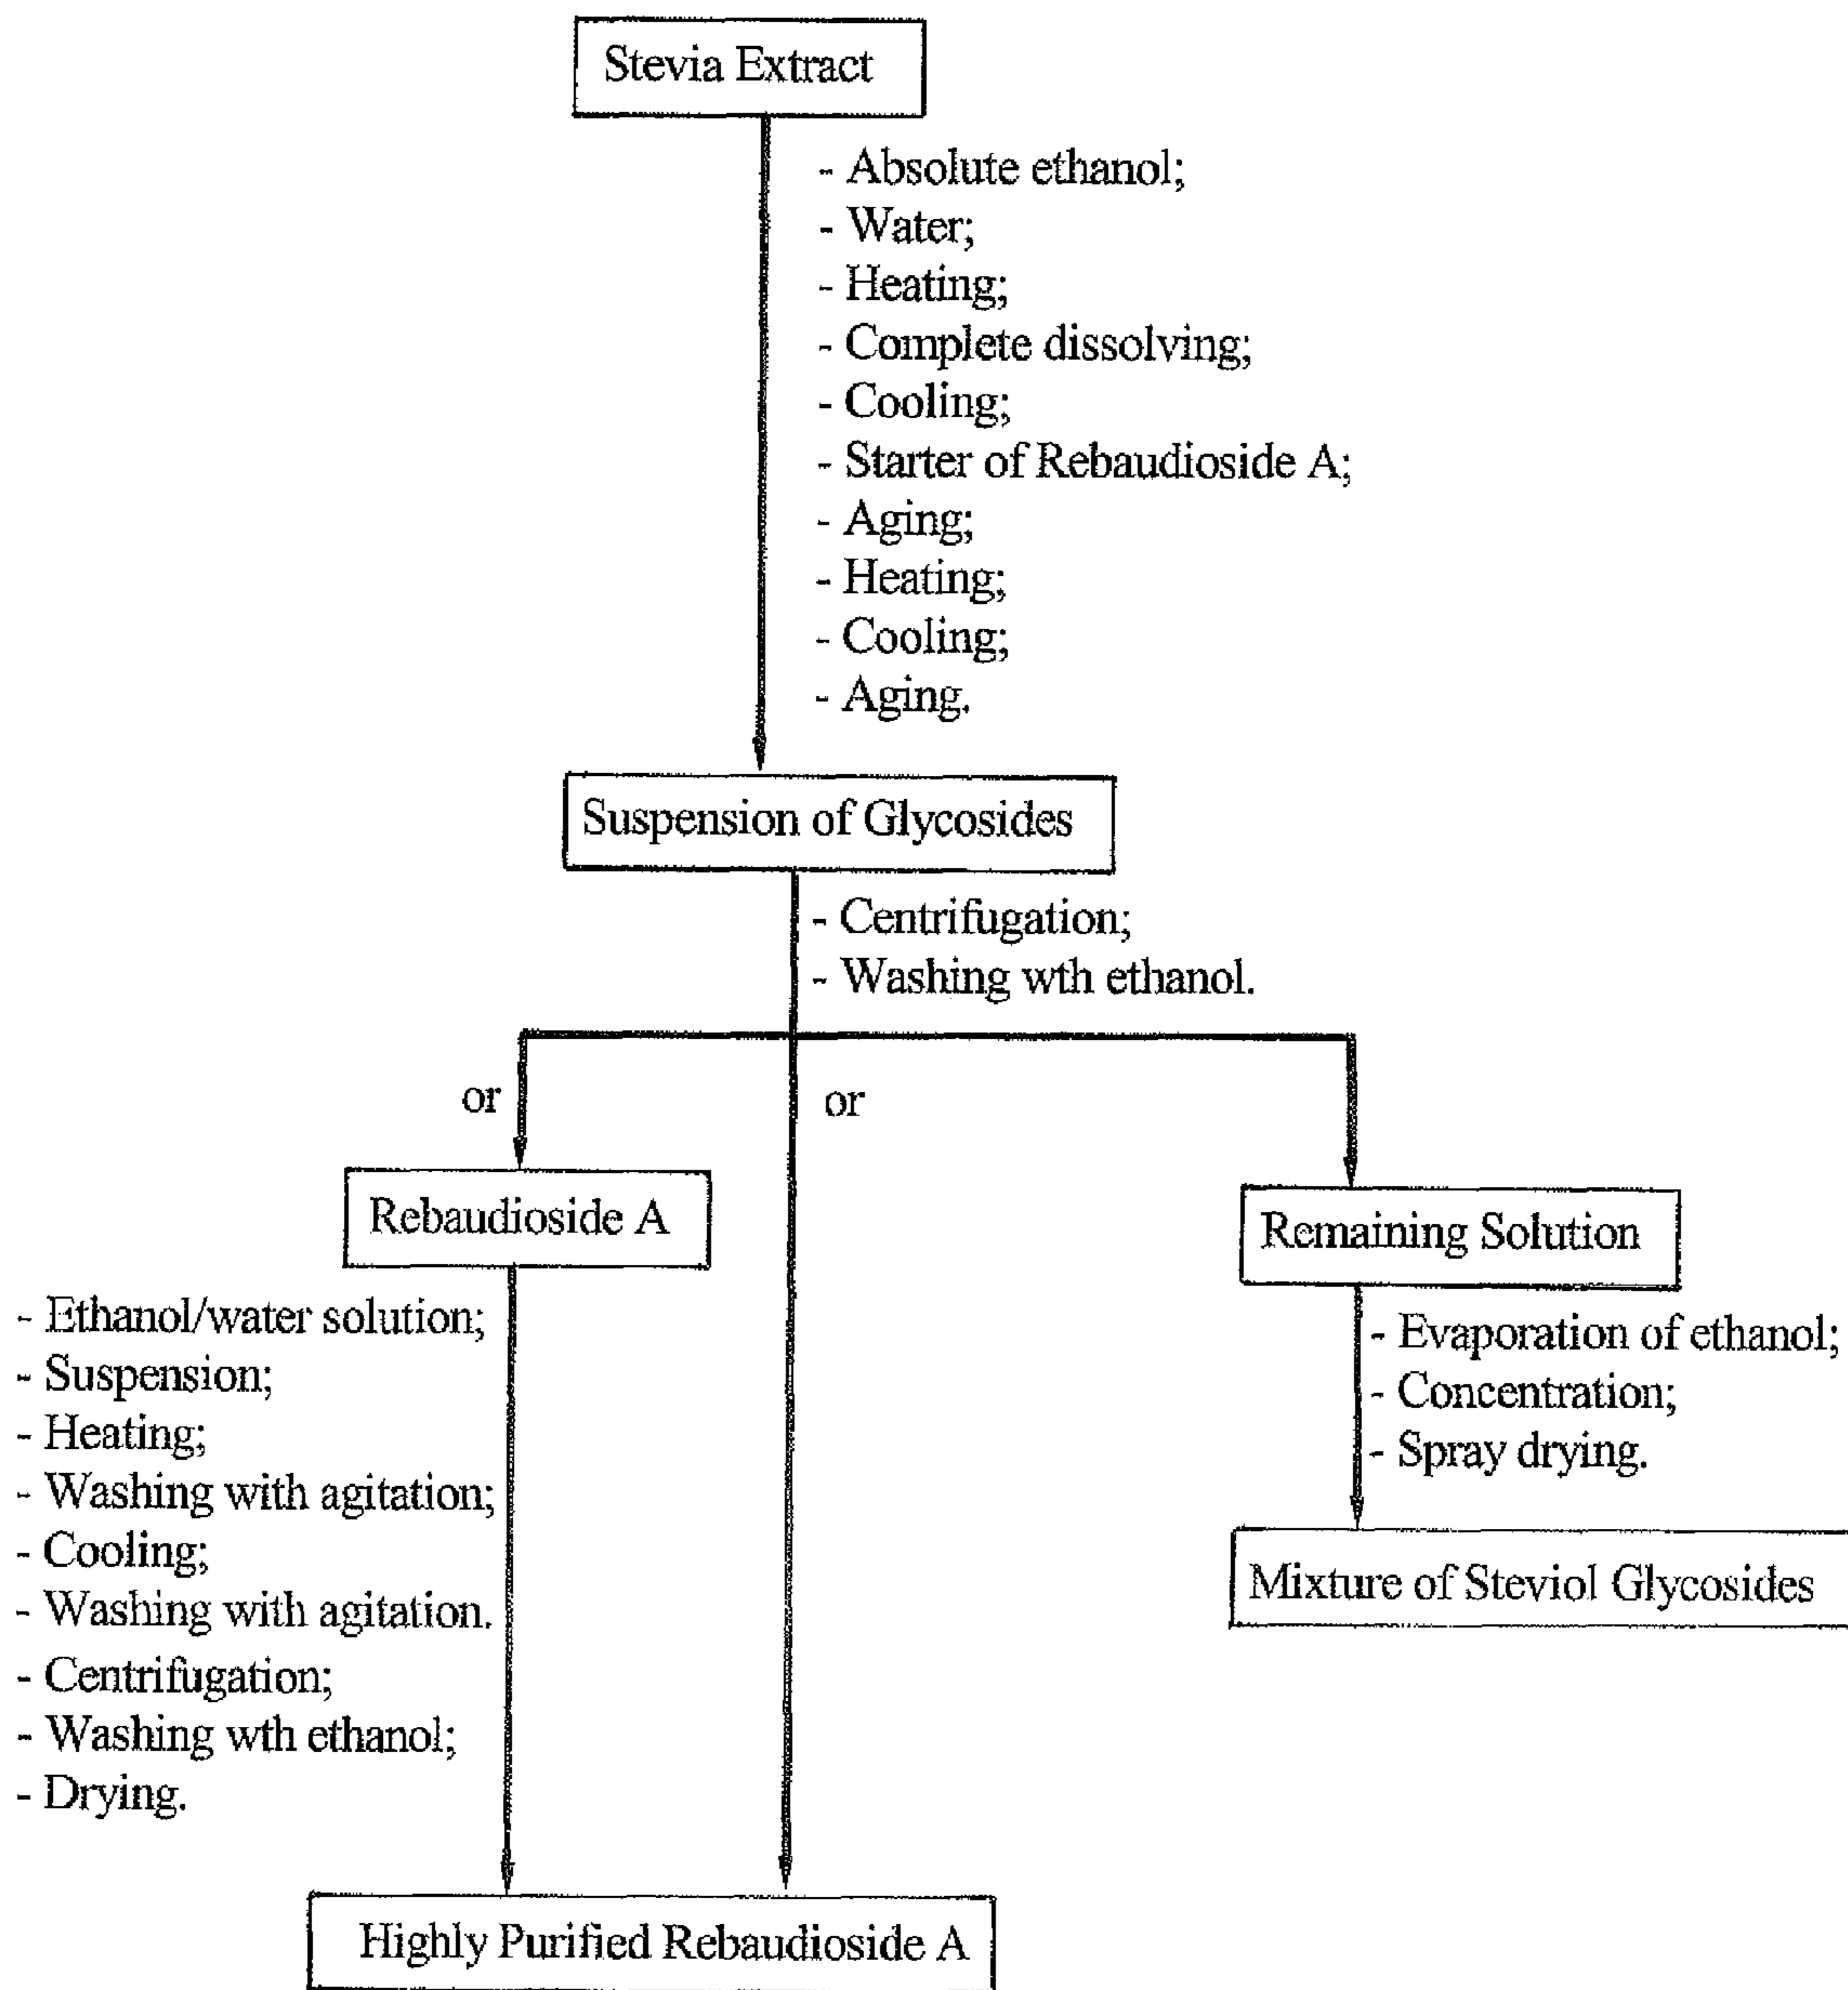 Stevia Extract
- Absolute ethanol;
- Water;
- Heating;
- Complete dissolving;
- Cooling;
- Starter of Rebaudioside A;
- Aging;
- Heating;
- Cooling;
- Aging.
Suspension of Glycosides
- Centrifugation;
- Washing wth ethanol.
or
or
Rebaudioside A
- Ethanol/water solution;
- Suspension;
- Heating;
- Washing with agitation;
- Cooling;
- Washing with agitation.
- Centrifugation;
- Washing wth ethanol;
- Drying.
Remaining Solution
- Evaporation of ethanol;
- Concentration;
- Spray drying.
Mixture of Steviol Glycosides
Highly Purified Rebaudioside A